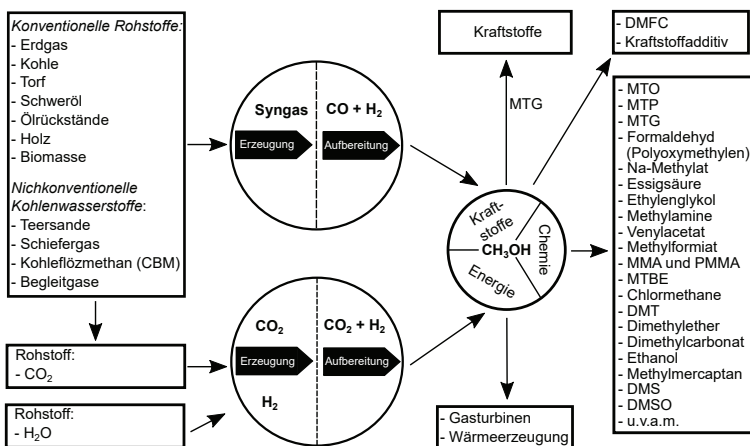 Konventionelle Rohstoffe:
- Erdgas
- Kohle
- Torf
- Schweröl
- Ölrückstände
- Holz
- Biomasse
Nichkonventionelle
Kohlenwasserstoffe:
- Teersande
- Schiefergas
- Kohleflözmethan (CBM)
- Begleitgase
Rohstoff:
- CO₂
Rohstoff:
- H₂O
Syngas
CO + H₂
Erzeugung
Aufbereitung
CO₂
CO₂ + H₂
Erzeugung
Aufbereitung
H₂
Kraftstoffe
MTG
Kraft-
stoffe
Chemie
CH₃OH
Energie
- Gasturbinen
- Wärmeerzeugung
- DMFC
- Kraftstoffadditiv
- MTO
- MTP
- MTG
- Formaldehyd
(Polyoxymethylen)
- Na-Methylat
- Essigsäure
- Ethylenglykol
- Methylamine
- Venylacetat
- Methylformiat
- MMA und PMMA
- MTBE
- Chlormethane
- DMT
- Dimethylether
- Dimethylcarbonat
- Ethanol
- Methylmercaptan
- DMS
- DMSO
- u.v.a.m.